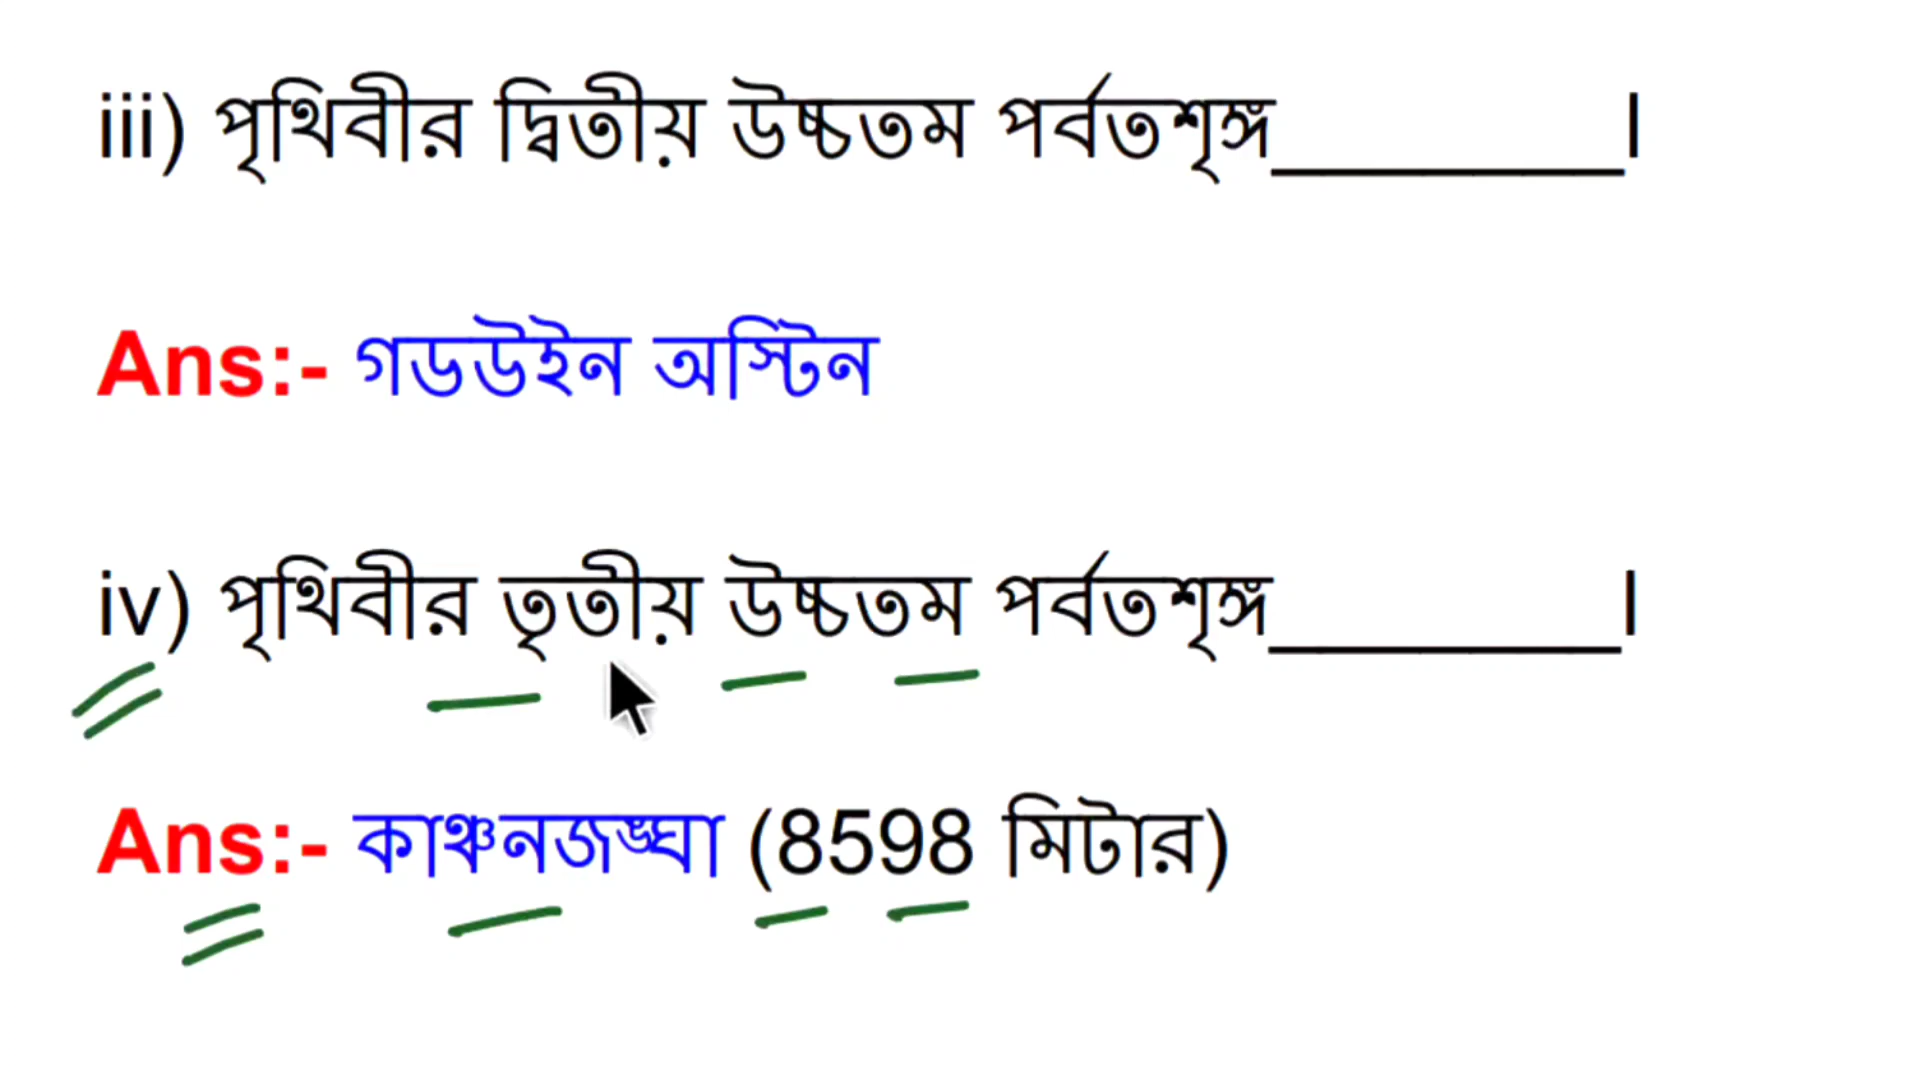 iii) পৃথিবীর দ্বিতীয় উচ্চতম পর্বতশৃঙ্গ________।
Ans:- গডউইন অস্টিন
iv) পৃথিবীর তৃতীয় উচ্চতম পর্বতশৃঙ্গ________।
Ans:- কাঞ্চনজঙ্ঘা (8598 মিটার)